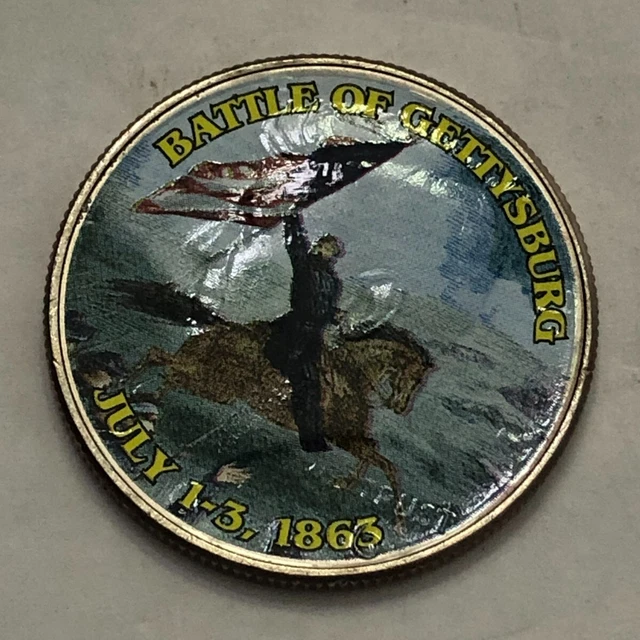 BATTLE OF GETTYSBURG
JULY 1-3, 1863